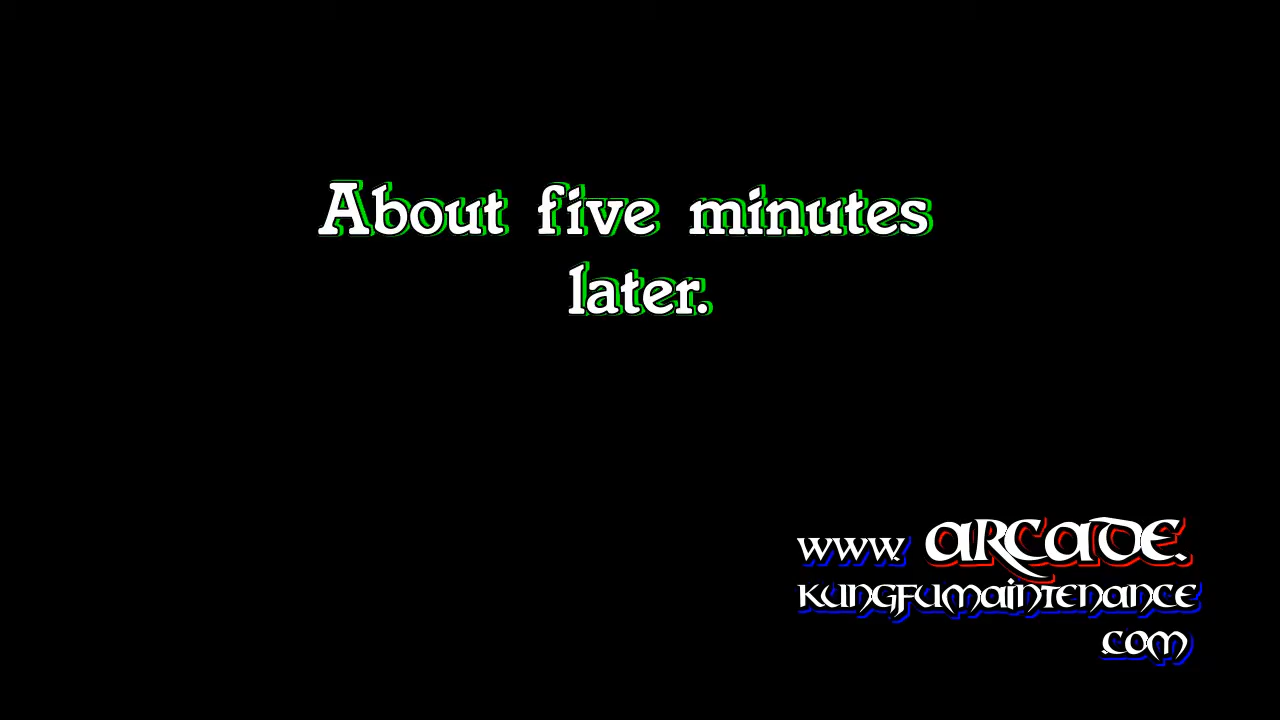 About five minutes
later.
www. ARCADE.
KUNGFUMAINTENANCE
.COM